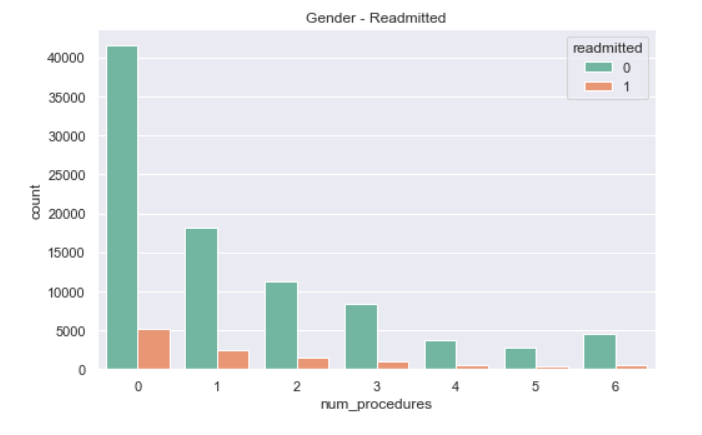 Gender - Readmitted
readmitted
0
1
40000
35000
30000
25000
20000
15000
10000
5000
0
count
0 1 2 3 4 5 6
num_procedures